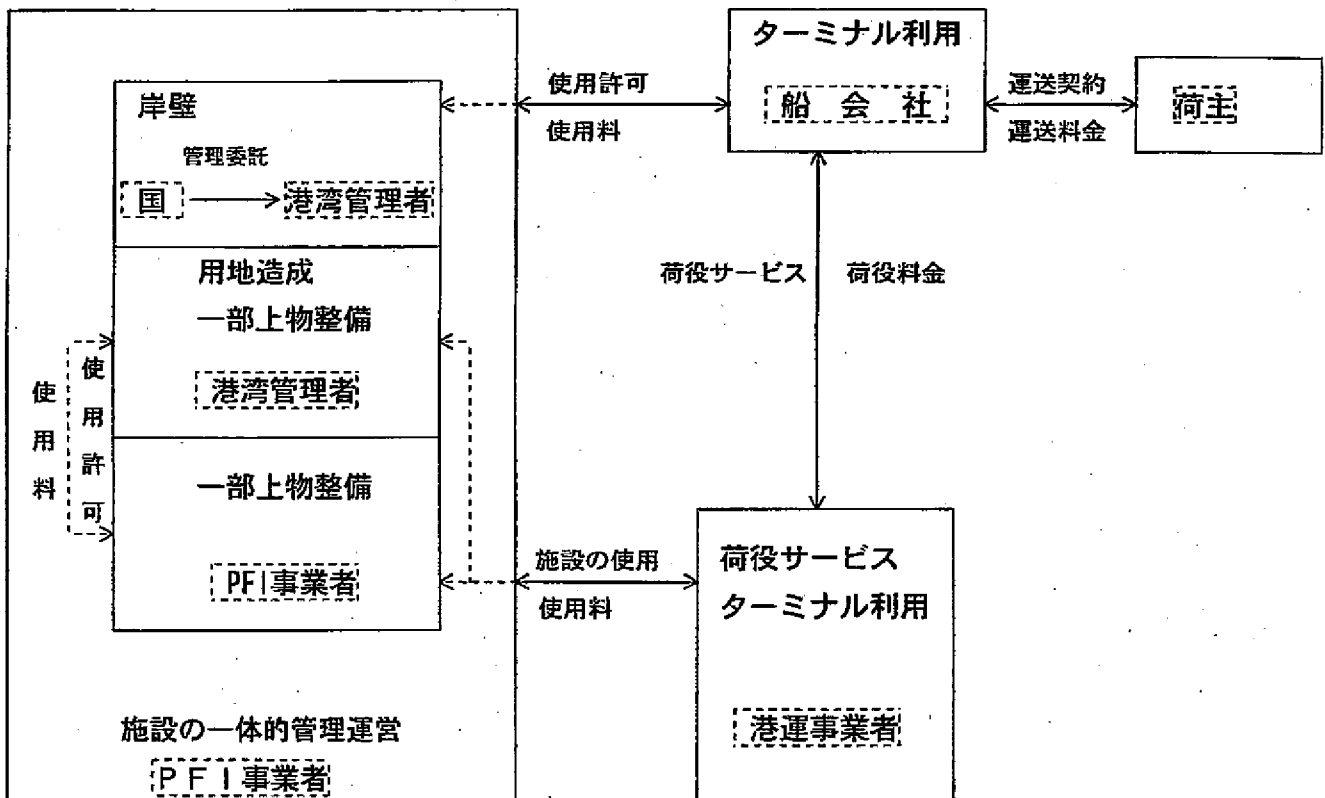 岸壁
管理委託
国
港湾管理者
用地造成
一部上物整備
港湾管理者
一部上物整備
PFI事業者
使用料
使用許可
施設の一体的管理運営
PFI事業者
使用許可
使用料
ターミナル利用
船会社
運送契約
運送料金
荷主
荷役サービス
荷役料金
施設の使用
使用料
荷役サービス
ターミナル利用
港運事業者